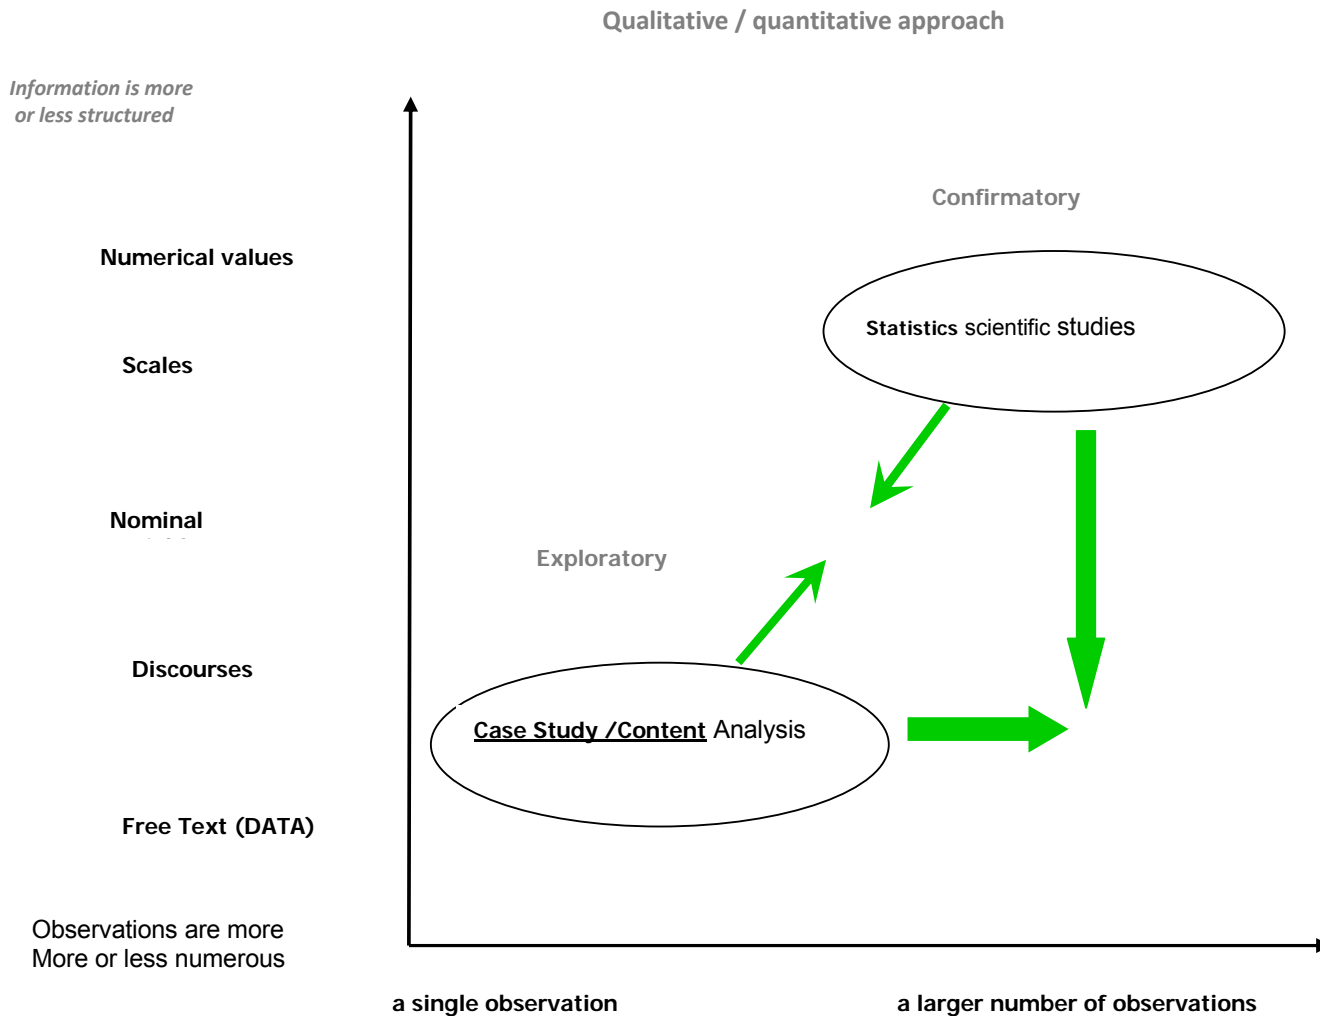 Qualitative / quantitative approach
Information is more
or less structured
Confirmatory
Numerical values
Statistics scientific studies
Scales
Nominal
Exploratory
Discourses
Case Study /Content Analysis
Free Text (DATA)
Observations are more
More or less numerous
a single observation
a larger number of observations